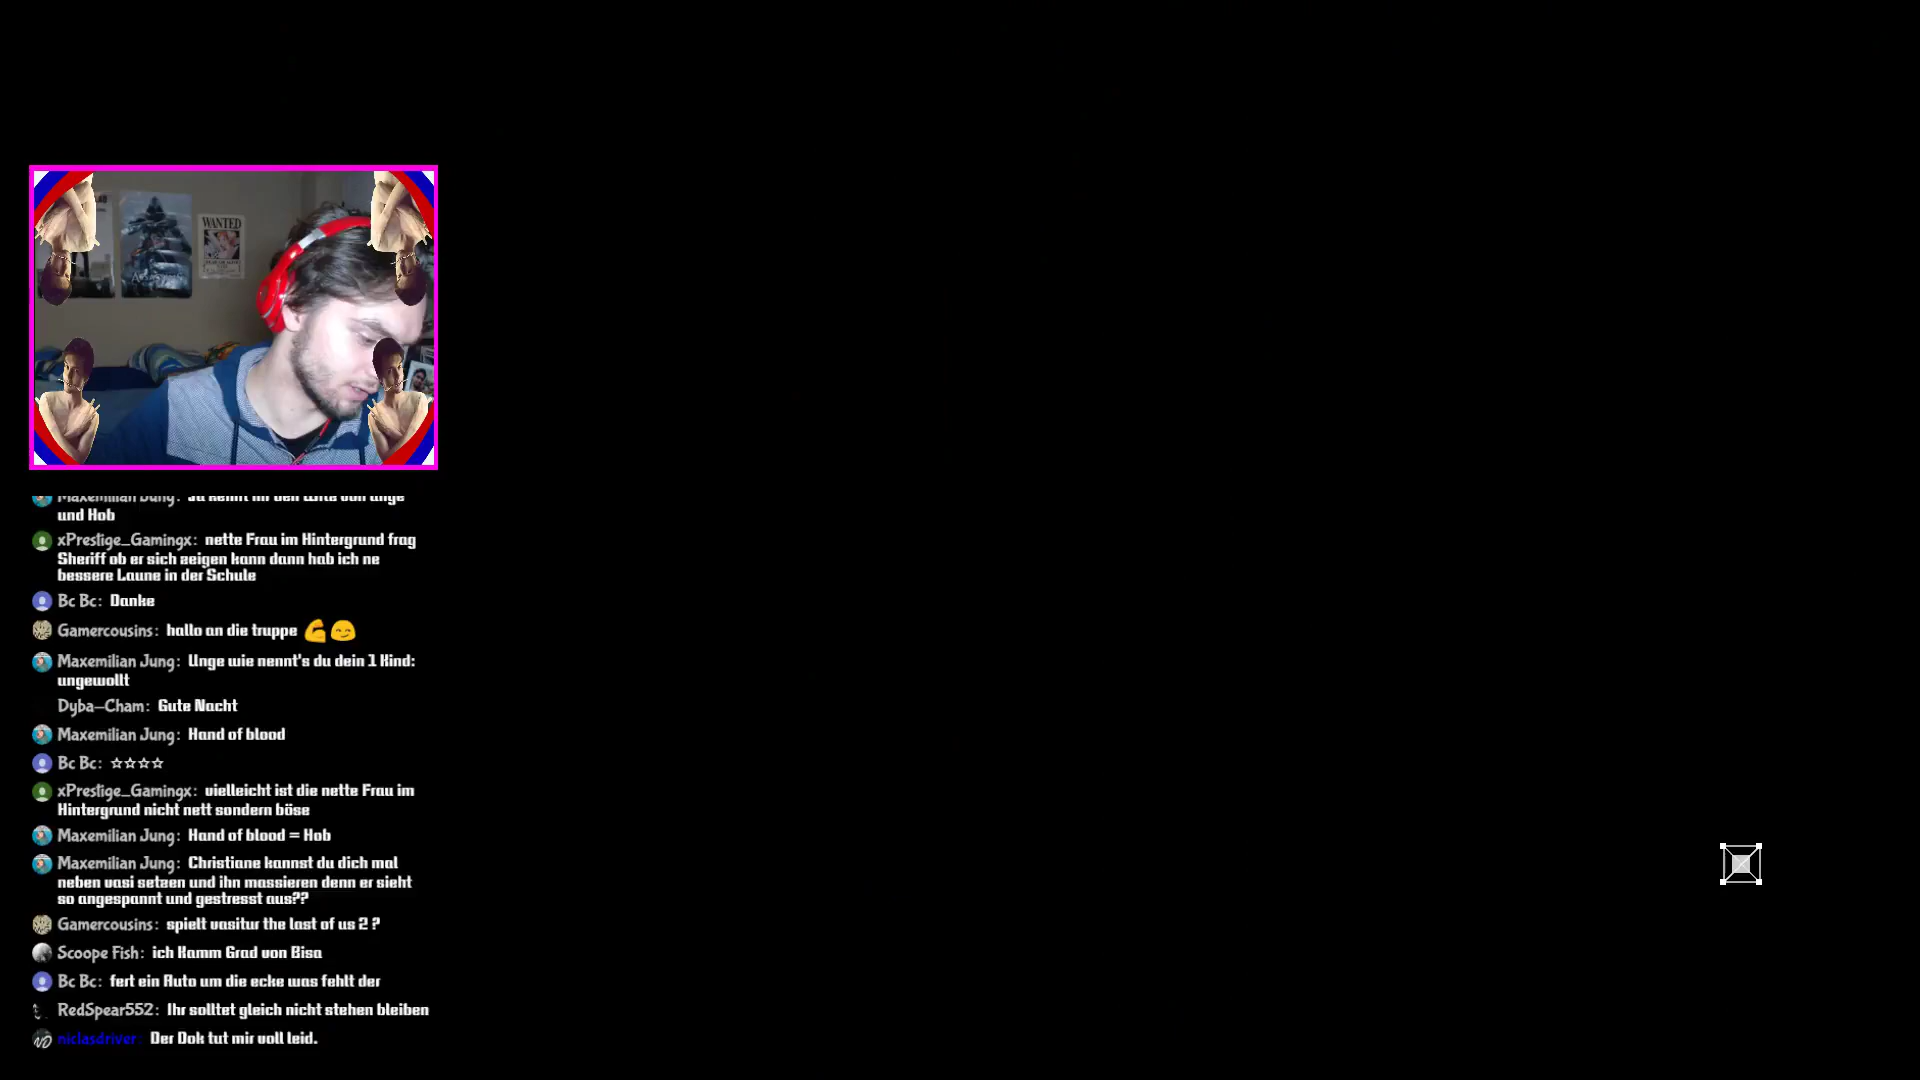 WANTED
Maxemilian Jung:
und Hob
xPrestige_Gamingx: nette Frau im Hintergrund frag
Sheriff ob er sich zeigen kann dann hab ich ne
bessere Laune in der Schule
Bc Bc: Danke
Gamercousins: hallo an die truppe 💪😏
Maxemilian Jung: Unge wie nennt's du dein 1 Kind:
ungewollt
Dyba-Cham: Gute Nacht
Maxemilian Jung: Hand of blood
Bc Bc: ☆☆☆☆
xPrestige_Gamingx: vielleicht ist die nette Frau im
Hintergrund nicht nett sondern böse
Maxemilian Jung: Hand of blood = Hob
Maxemilian Jung: Christiane kannst du dich mal
neben vasi setzen und ihn massieren denn er sieht
so angespannt und gestresst aus??
Gamercousins: spielt vasitur the last of us 2 ?
Scoope Fish: ich Kamm Grad von Bisa
Bc Bc: fert ein Auto um die ecke was fehlt der
RedSpear552: Ihr solltet gleich nicht stehen bleiben
niclasdriver: Der Dok tut mir voll leid.